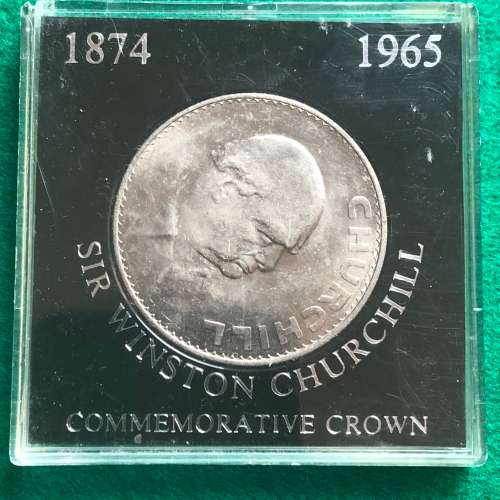 1874 1965
CHURCHILL
SIR WINSTON CHURCHILL
COMMEMORATIVE CROWN